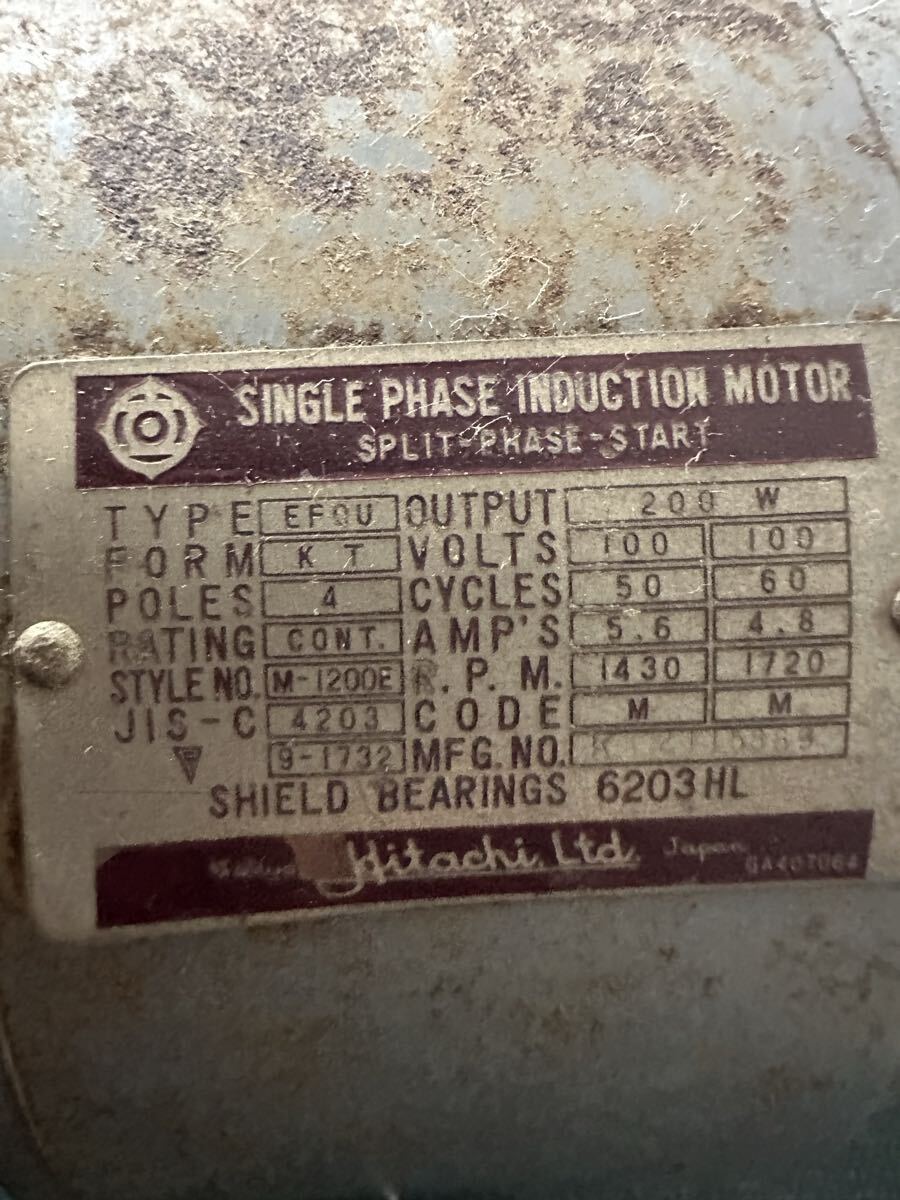 SINGLE PHASE INDUCTION MOTOR
SPLIT-PHASE-START
TYPE EFOU OUTPUT 200 W
FORM KT VOLTS 100 100
POLES 4 CYCLES 50 60
RATING CONT. AMP'S 5.6 4.8
STYLE NO. M-1200E R.P.M. 1430 1720
JIS-C 4203 CODE M M
9-1732 MFG.NO.
SHIELD BEARINGS 6203HL
Hitachi, Ltd. Japan